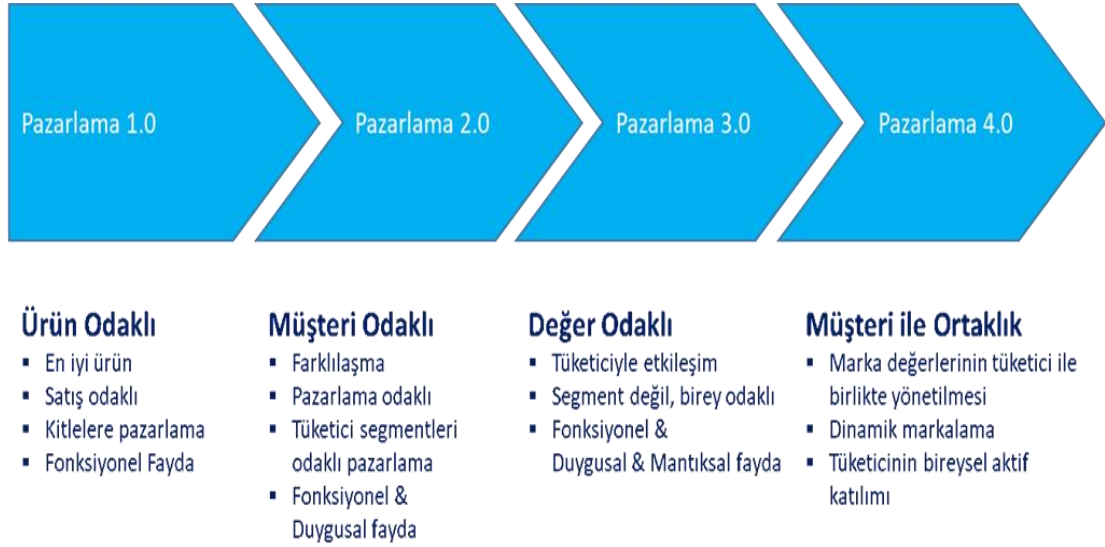 Pazarlama 1.0
Pazarlama 2.0
Pazarlama 3.0
Pazarlama 4.0
Ürün Odaklı
▪ En iyi ürün
▪ Satış odaklı
▪ Kitlelere pazarlama
▪ Fonksiyonel Fayda
Müşteri Odaklı
▪ Farklılaşma
▪ Pazarlama odaklı
▪ Tüketici segmentleri
odaklı pazarlama
▪ Fonksiyonel &
Duygusal fayda
Değer Odaklı
▪ Tüketiciyle etkileşim
▪ Segment değil, birey odaklı
▪ Fonksiyonel &
Duygusal & Mantıksal fayda
Müşteri ile Ortaklık
▪ Marka değerlerinin tüketici ile
birlikte yönetilmesi
▪ Dinamik markalama
▪ Tüketicinin bireysel aktif
katılımı